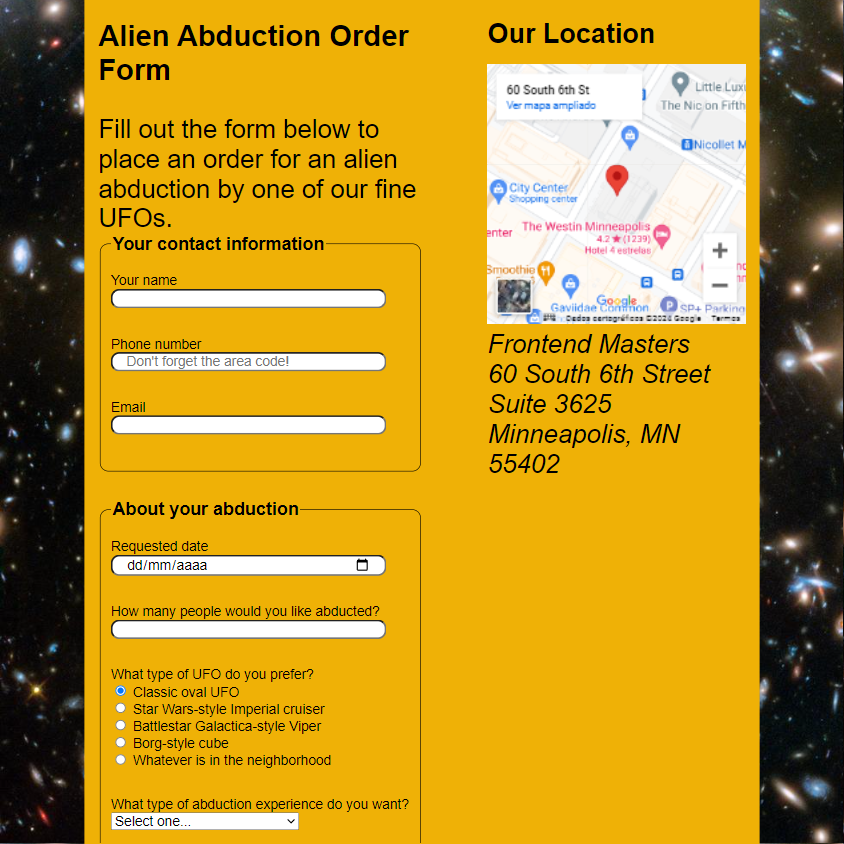 Alien Abduction Order
Form
Fill out the form below to
place an order for an alien
abduction by one of our fine
UFOs.
Your contact information
Your name
Phone number
Don't forget the area code!
Email
About your abduction
Requested date
dd/mm/aaaa
How many people would you like abducted?
What type of UFO do you prefer?
Classic oval UFO
Star Wars-style Imperial cruiser
Battlestar Galactica-style Viper
Borg-style cube
Whatever is in the neighborhood
What type of abduction experience do you want?
Select one...
Our Location
60 South 6th St
Ver mapa ampliado
Little Lux
The Nic on Fifth
Nicollet M
City Center
Shopping center
enter
The Westin Minneapolis
4.2★(1239)
Hotel 4 estrelas
Smoothie
+
−
Gaviidae Common
Google
SP+ Parking
Dados cartográficos ©2024 Google
Termos
Frontend Masters
60 South 6th Street
Suite 3625
Minneapolis, MN
55402